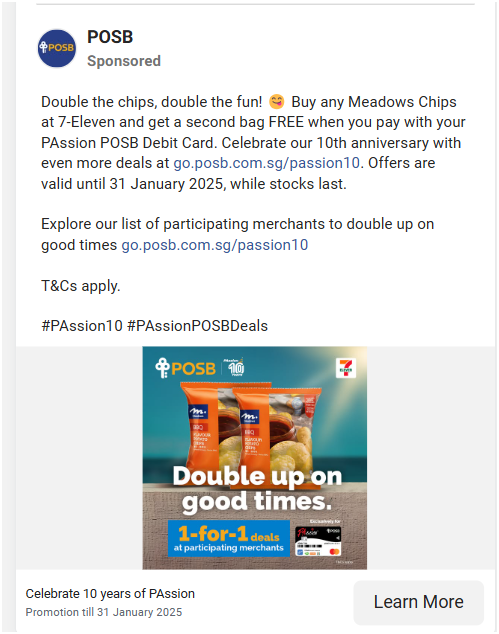 POSB
Sponsored
POSB
Double the chips, double the fun! 😋 Buy any Meadows Chips
at 7-Eleven and get a second bag FREE when you pay with your
PAssion POSB Debit Card. Celebrate our 10th anniversary with
even more deals at go.posb.com.sg/passion10. Offers are
valid until 31 January 2025, while stocks last.
Explore our list of participating merchants to double up on
good times go.posb.com.sg/passion10
T&Cs apply.
#PAssion10 #PAssionPOSBDeals
POSB
PAssion
10
7
ELEVEN
m.
m.
BBQ
BBQ
Double up on
good times.
1-for-1 deals
at participating merchants
Exclusively for
PAssion
Celebrate 10 years of PAssion
Promotion till 31 January 2025
Learn More